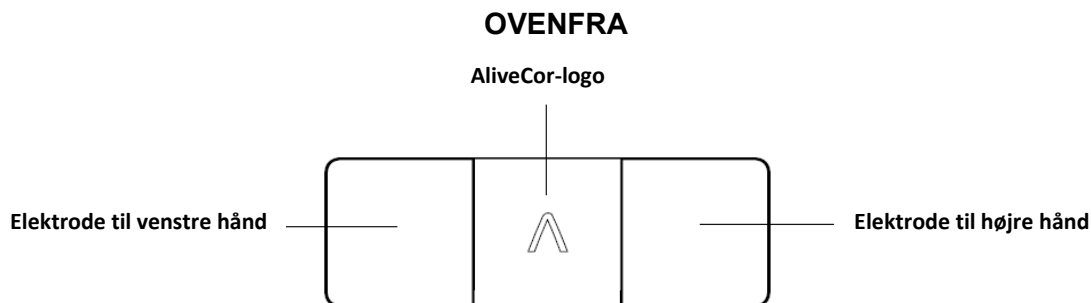 OVENFRA
AliveCor-logo
Elektrode til venstre hånd
Elektrode til højre hånd